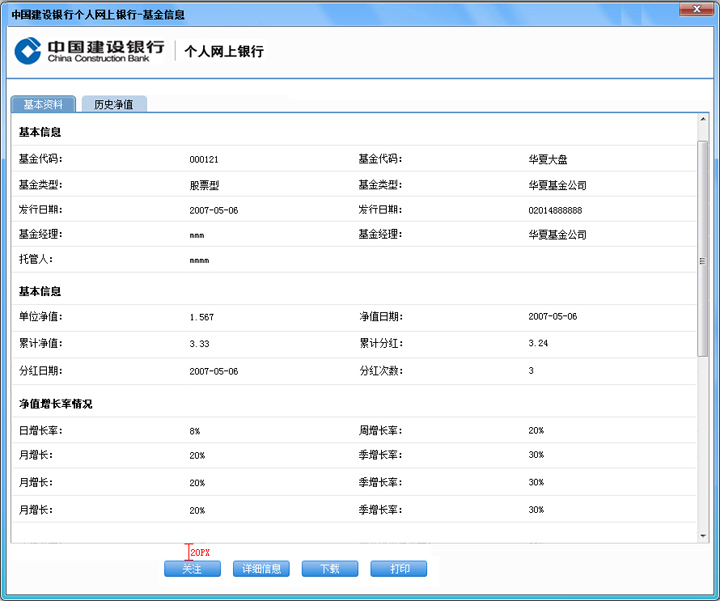 中国建设银行个人网上银行-基金信息
中国建设银行 个人网上银行
China Construction Bank
基本资料 历史净值
基本信息
基金代码: 000121 基金代码: 华夏大盘
基金类型: 股票型 基金类型: 华夏基金公司
发行日期: 2007-05-06 发行日期: 02014888888
基金经理: mmm 基金经理: 华夏基金公司
托管人: mmmm
基本信息
单位净值: 1.567 净值日期: 2007-05-06
累计净值: 3.33 累计分红: 3.24
分红日期: 2007-05-06 分红次数: 3
净值增长率情况
日增长率: 8% 周增长率: 20%
月增长: 20% 季增长率: 30%
月增长: 20% 季增长率: 30%
月增长: 20% 季增长率: 30%
20PX
关注 详细信息 下载 打印